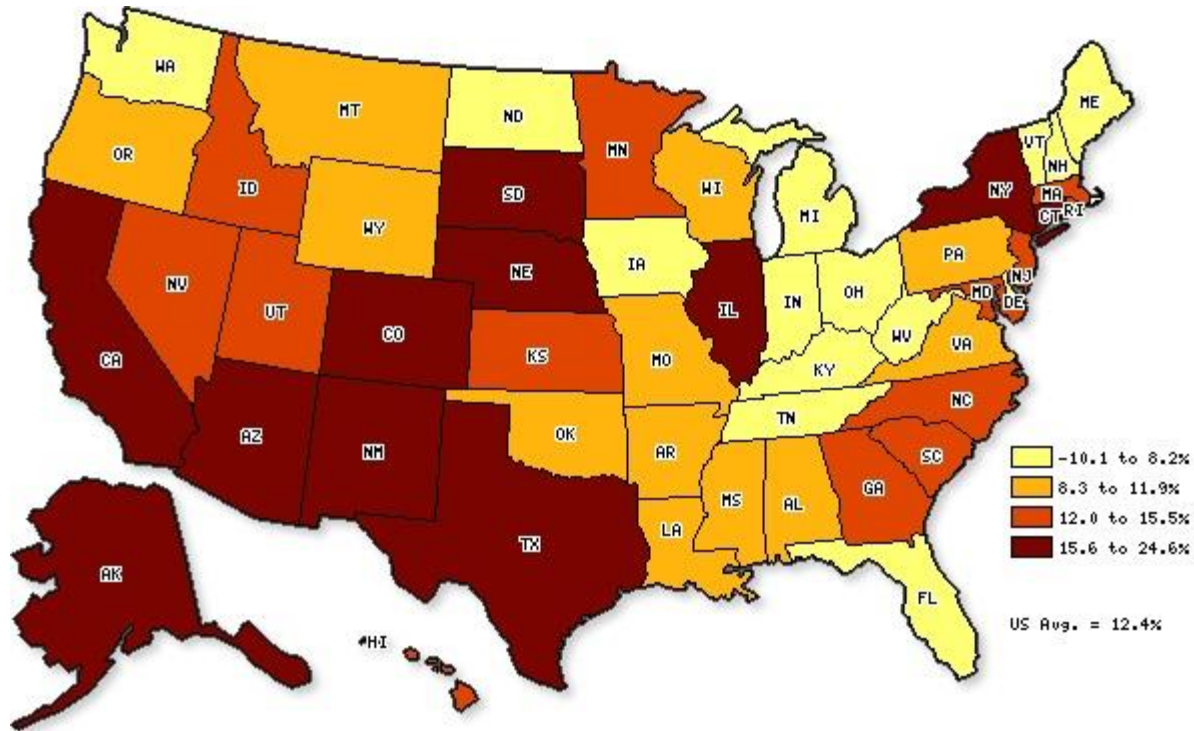 WA
MT
ND
MN
ME
VT
NH
OR
ID
SD
WI
NY
MA
MI
CT
RI
WY
IA
PA
NE
NJ
NV
OH
MD
IN
DE
UT
IL
CO
WV
VA
CA
KS
MO
KY
NC
TN
AZ
OK
NM
AR
SC
-10.1 to 8.2%
GA
8.3 to 11.9%
MS
AL
12.0 to 15.5%
LA
TX
15.6 to 24.6%
AK
FL
US Avg. = 12.4%
*HI